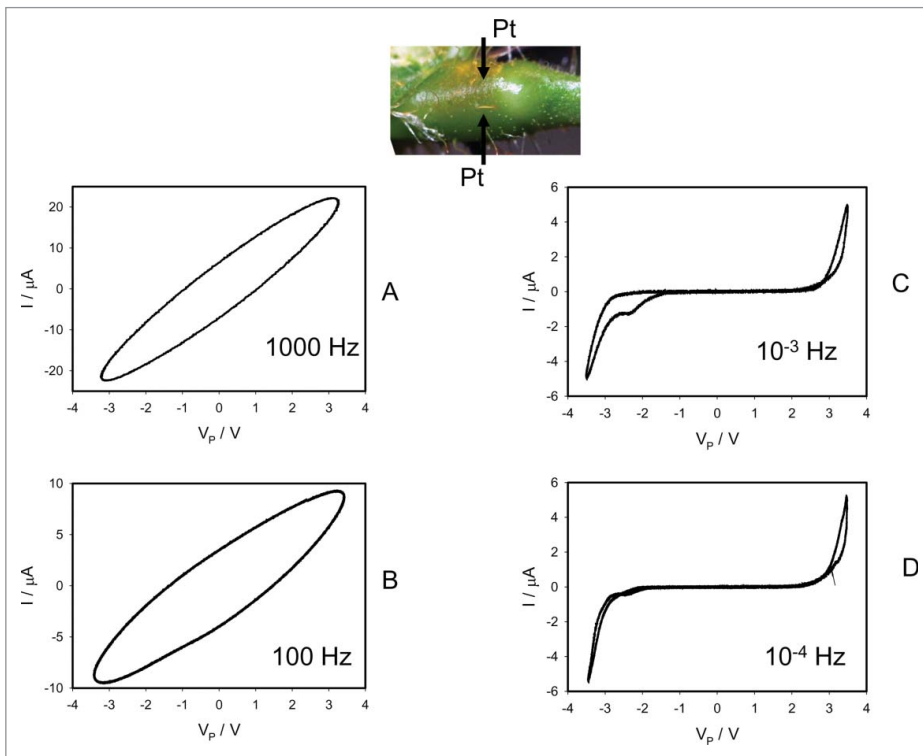 Pt
Pt
I / µA
20
10
0
-10
-20
-4 -3 -2 -1 0 1 2 3 4
V_P / V
1000 Hz
A
I / µA
6
4
2
0
-2
-4
-6
-4 -3 -2 -1 0 1 2 3 4
V_P / V
10⁻³ Hz
C
I / µA
10
5
0
-5
-10
-4 -3 -2 -1 0 1 2 3 4
V_P / V
100 Hz
B
I / µA
6
4
2
0
-2
-4
-6
-4 -3 -2 -1 0 1 2 3 4
V_P / V
10⁻⁴ Hz
D